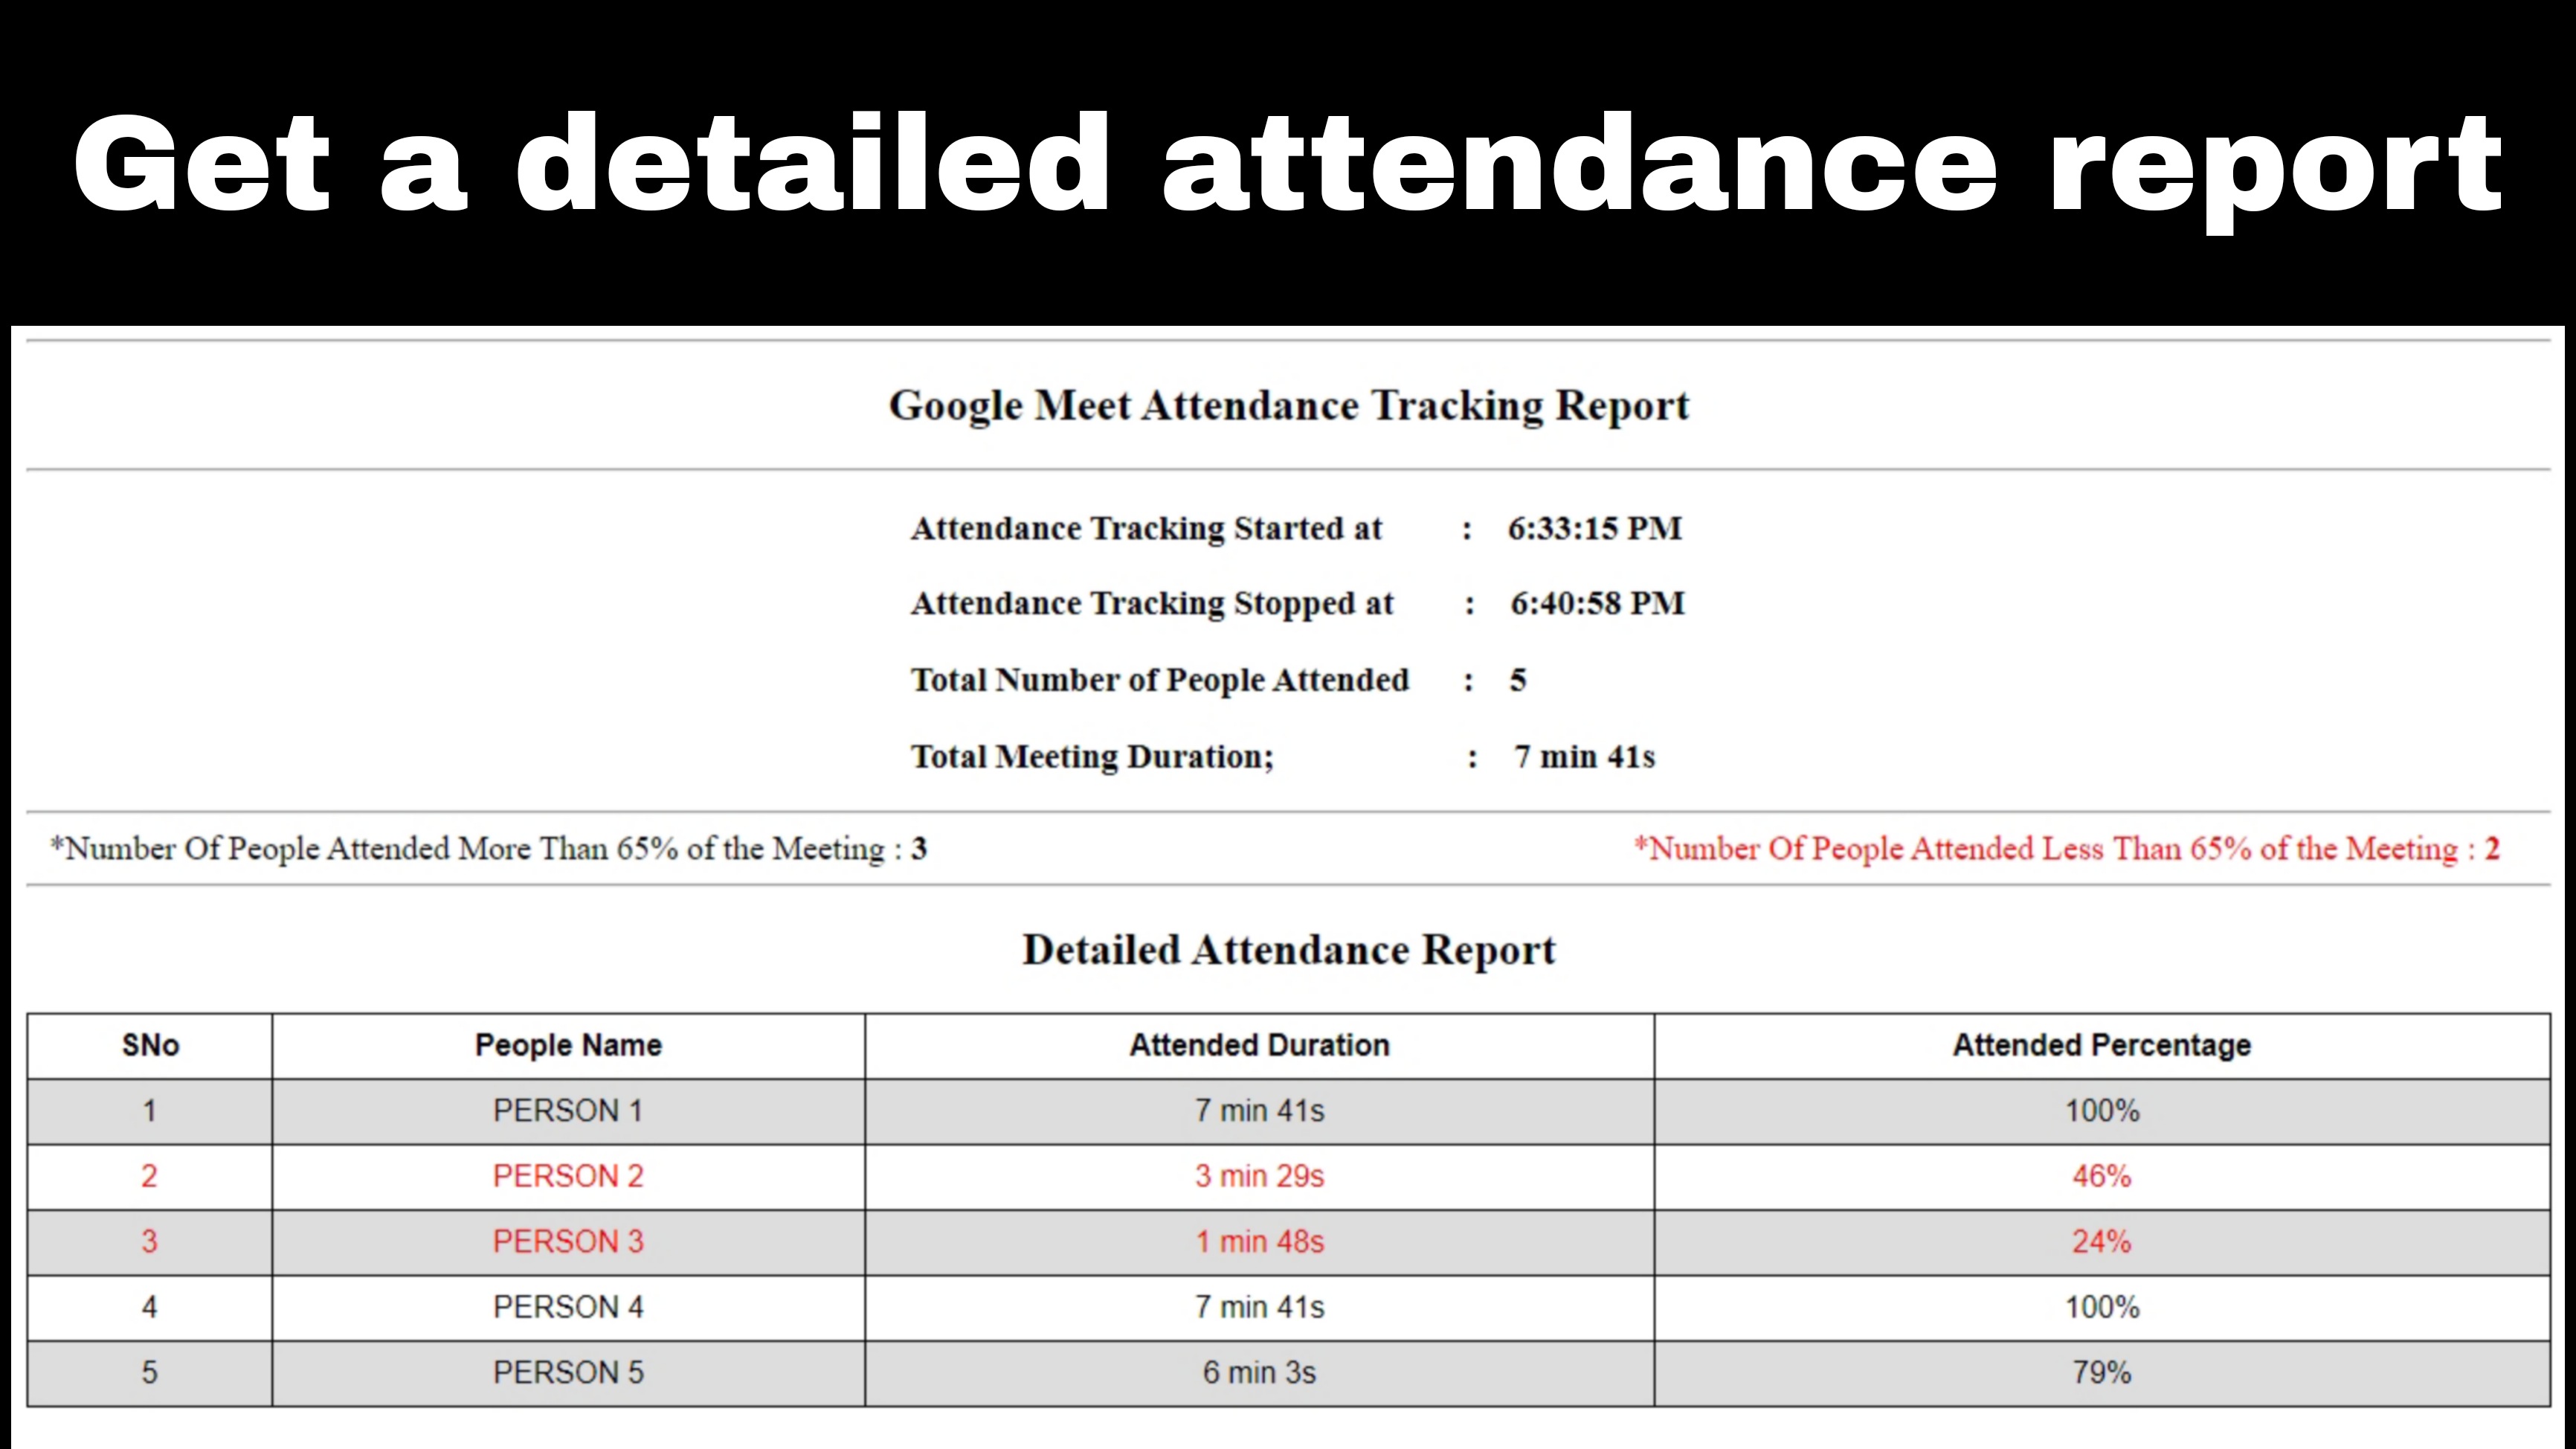 Get a detailed attendance report
Google Meet Attendance Tracking Report
Attendance Tracking Started at : 6:33:15 PM
Attendance Tracking Stopped at : 6:40:58 PM
Total Number of People Attended : 5
Total Meeting Duration; : 7 min 41s
*Number Of People Attended More Than 65% of the Meeting : 3 *Number Of People Attended Less Than 65% of the Meeting : 2
Detailed Attendance Report
SNo People Name Attended Duration Attended Percentage
1 PERSON 1 7 min 41s 100%
2 PERSON 2 3 min 29s 46%
3 PERSON 3 1 min 48s 24%
4 PERSON 4 7 min 41s 100%
5 PERSON 5 6 min 3s 79%